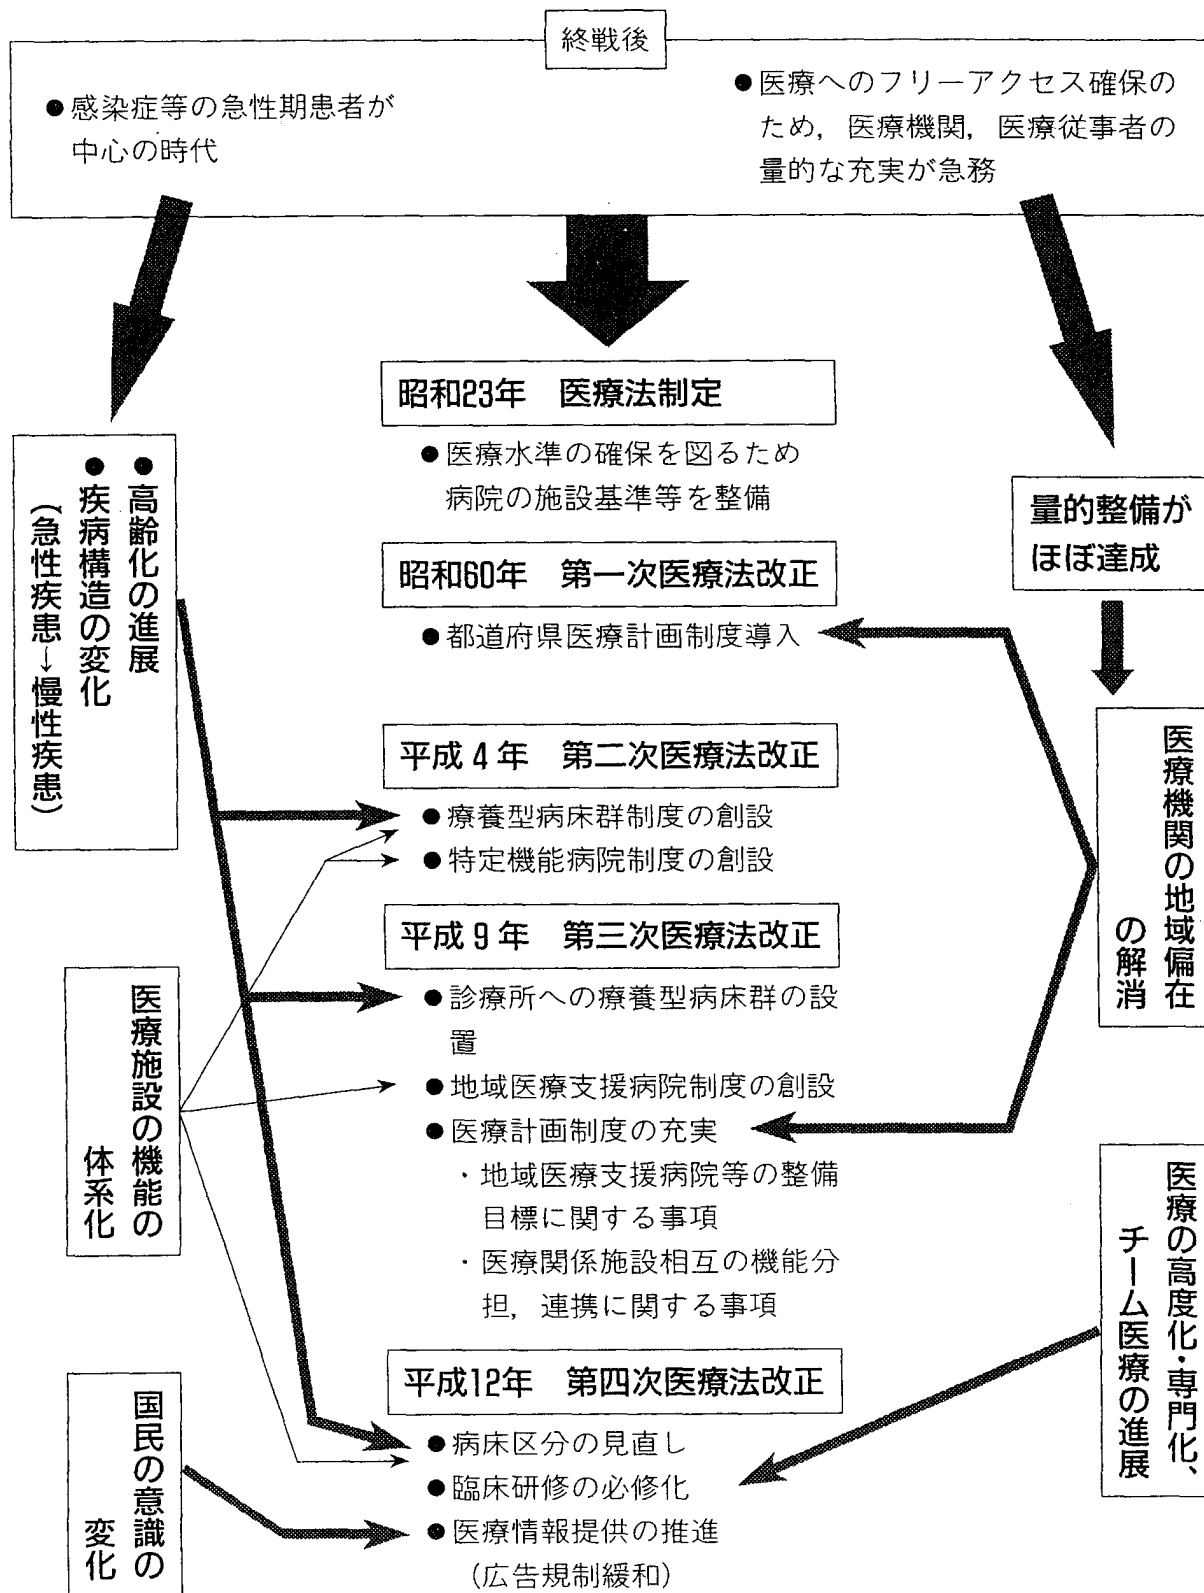 終戦後
●感染症等の急性期患者が
中心の時代
●医療へのフリーアクセス確保の
ため，医療機関，医療従事者の
量的な充実が急務
昭和23年　医療法制定
●医療水準の確保を図るため
病院の施設基準等を整備
●高齢化の進展
●疾病構造の変化
(急性疾患→慢性疾患)
量的整備が
ほぼ達成
昭和60年　第一次医療法改正
●都道府県医療計画制度導入
医療機関の地域偏在
の解消
平成4年　第二次医療法改正
●療養型病床群制度の創設
●特定機能病院制度の創設
平成9年　第三次医療法改正
●診療所への療養型病床群の設
置
●地域医療支援病院制度の創設
●医療計画制度の充実
・地域医療支援病院等の整備
目標に関する事項
・医療関係施設相互の機能分
担，連携に関する事項
医療施設の機能の
体系化
医療の高度化・専門化、
チーム医療の進展
平成12年　第四次医療法改正
●病床区分の見直し
●臨床研修の必修化
●医療情報提供の推進
(広告規制緩和)
国民の意識の
変化